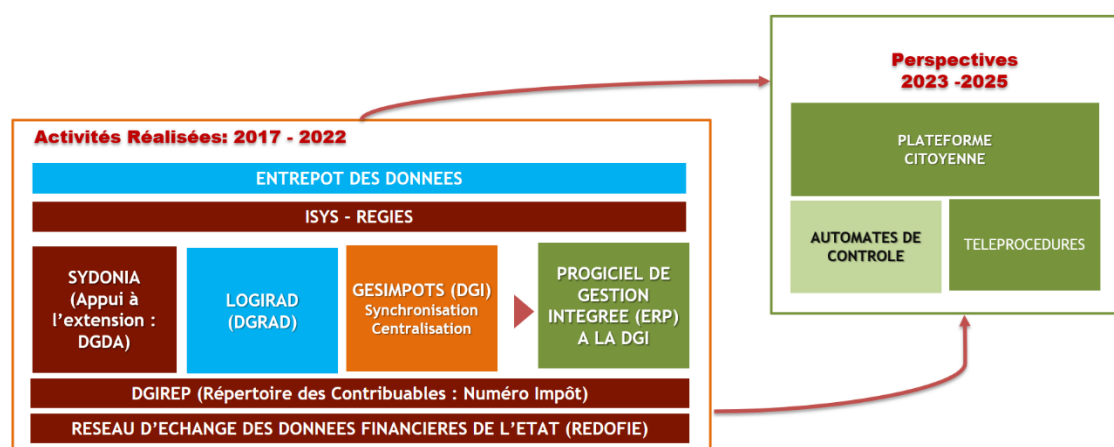 Perspectives
2023 -2025
PLATEFORME
CITOYENNE
AUTOMATES DE
CONTROLE
TELEPROCEDURES
Activités Réalisées: 2017 - 2022
ENTREPOT DES DONNEES
ISYS - REGIES
SYDONIA
(Appui à
l'extension :
DGDA)
LOGIRAD
(DGRAD)
GESIMPOTS (DGI)
Synchronisation
Centralisation
PROGICIEL DE
GESTION
INTEGREE (ERP)
A LA DGI
DGIREP (Répertoire des Contribuables : Numéro Impôt)
RESEAU D'ECHANGE DES DONNEES FINANCIERES DE L'ETAT (REDOFIE)